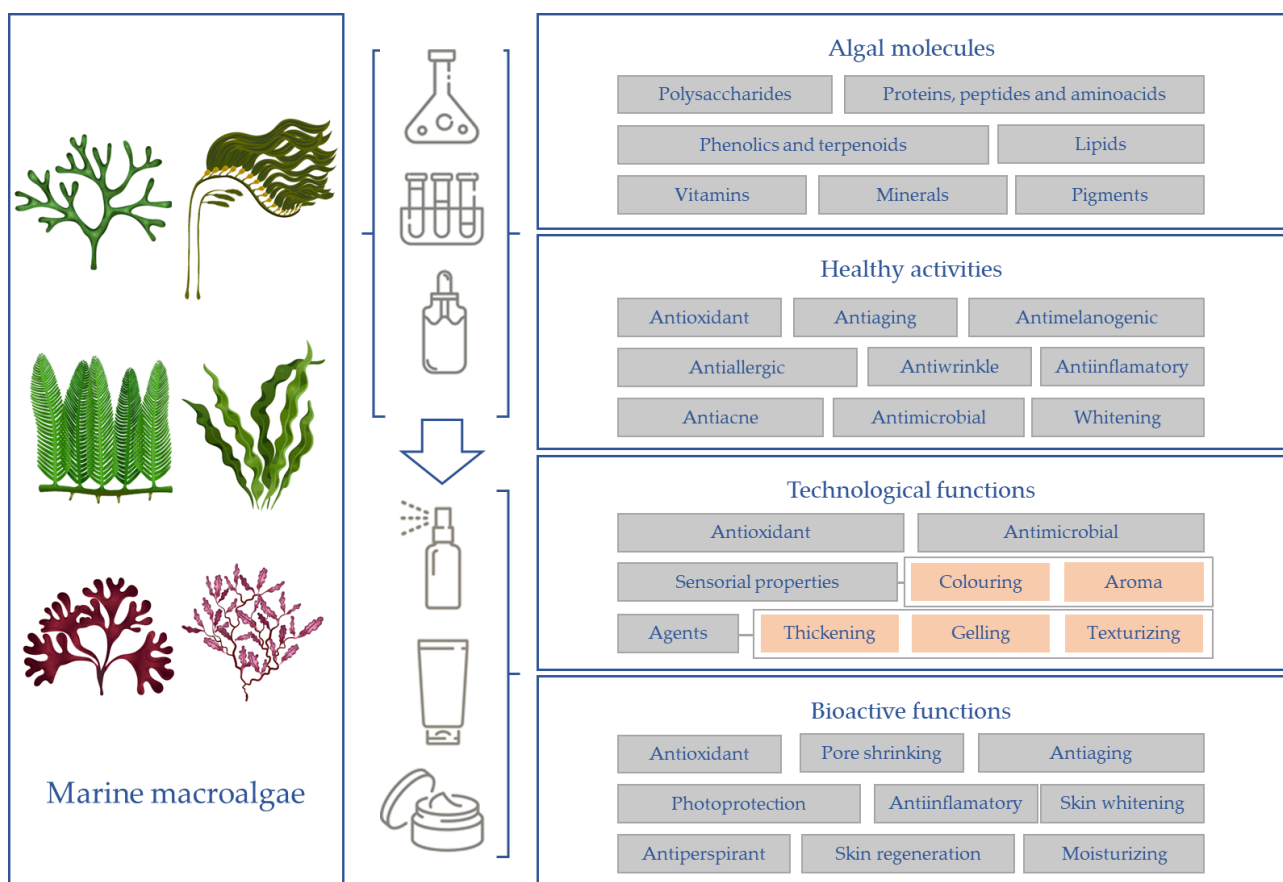 Marine macroalgae
Algal molecules
Polysaccharides
Proteins, peptides and aminoacids
Phenolics and terpenoids
Lipids
Vitamins
Minerals
Pigments
Healthy activities
Antioxidant
Antiaging
Antimelanogenic
Antiallergic
Antiwrinkle
Antiinflamatory
Antiacne
Antimicrobial
Whitening
Technological functions
Antioxidant
Antimicrobial
Sensorial properties
Colouring
Aroma
Agents
Thickening
Gelling
Texturizing
Bioactive functions
Antioxidant
Pore shrinking
Antiaging
Photoprotection
Antiinflamatory
Skin whitening
Antiperspirant
Skin regeneration
Moisturizing